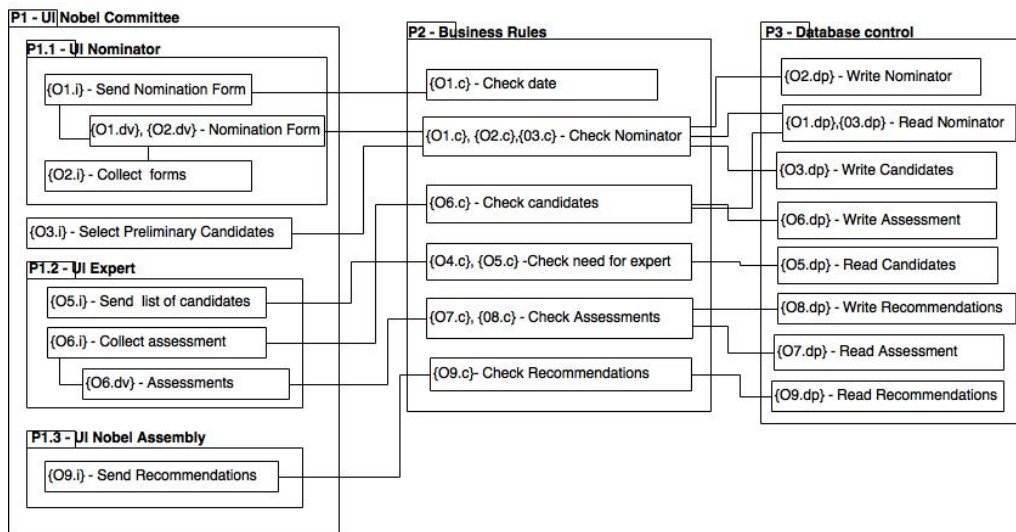 P1 - UI Nobel Committee
P1.1 - UI Nominator
{O1.i} - Send Nomination Form
{O1.dv}, {O2.dv} - Nomination Form
{O2.i} - Collect forms
{O3.i} - Select Preliminary Candidates
P1.2 - UI Expert
{O5.i} - Send list of candidates
{O6.i} - Collect assessment
{O6.dv} - Assessments
P1.3 - UI Nobel Assembly
{O9.i} - Send Recommendations
P2 - Business Rules
{O1.c} - Check date
{O1.c}, {O2.c},{03.c} - Check Nominator
{O6.c} - Check candidates
{O4.c}, {O5.c} -Check need for expert
{O7.c}, {08.c} - Check Assessments
{O9.c}- Check Recommendations
P3 - Database control
{O2.dp} - Write Nominator
{O1.dp},{03.dp} - Read Nominator
{O3.dp} - Write Candidates
{O6.dp} - Write Assessment
{O5.dp} - Read Candidates
{O8.dp} - Write Recommendations
{O7.dp} - Read Assessment
{O9.dp} - Read Recommendations